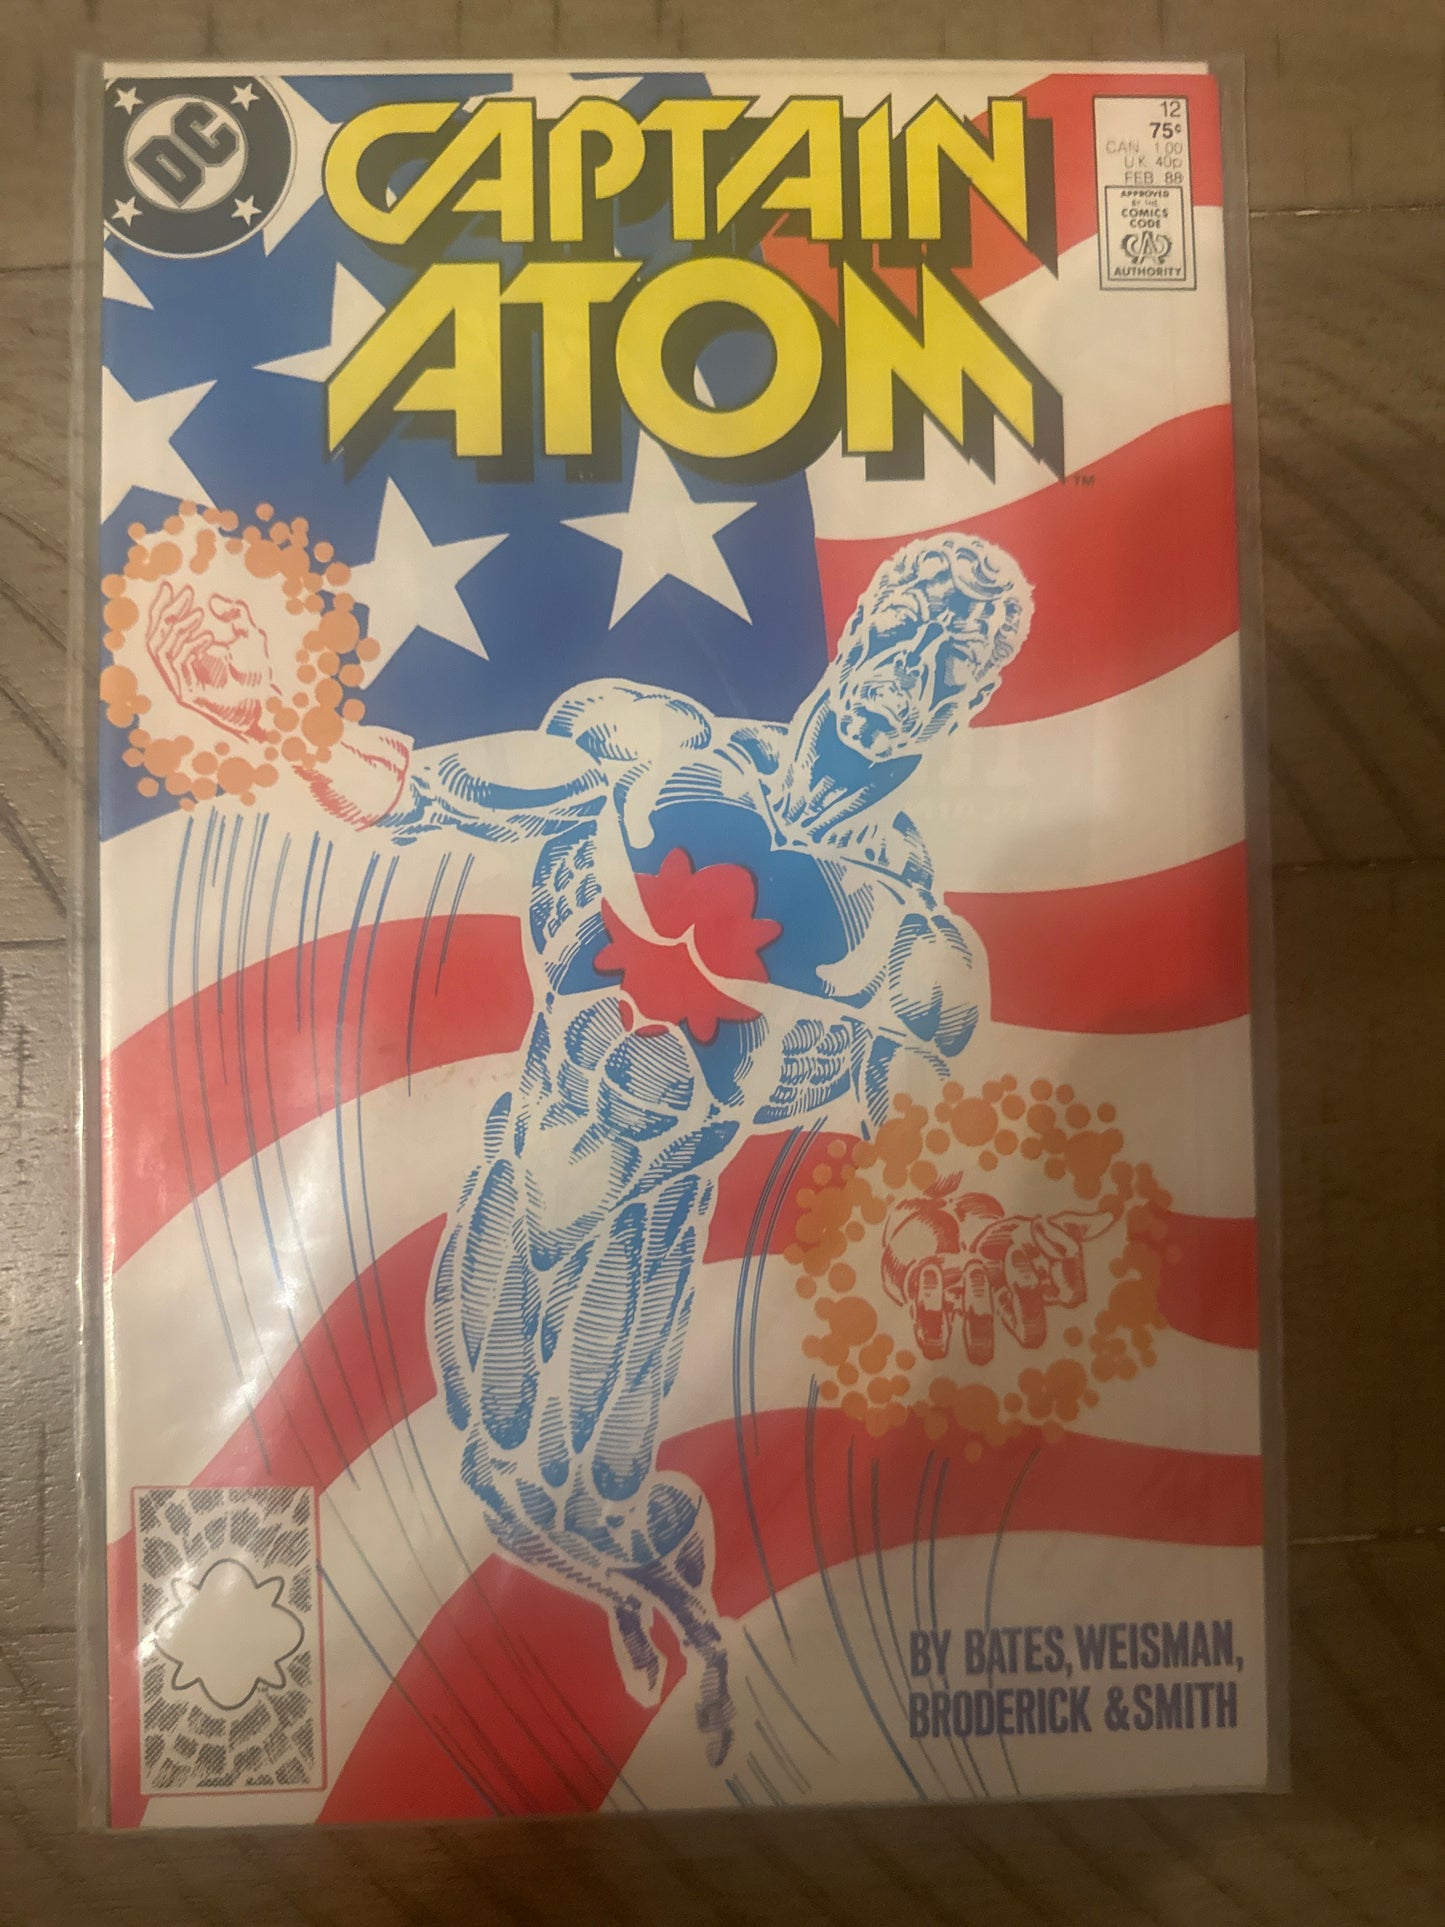 DC
CAPTAIN
ATOM
TM
12
75¢
CAN. 1.00
U.K. 40p
FEB 88
APPROVED
BY THE
COMICS
CODE
CA
AUTHORITY
BY BATES, WEISMAN,
BRODERICK & SMITH